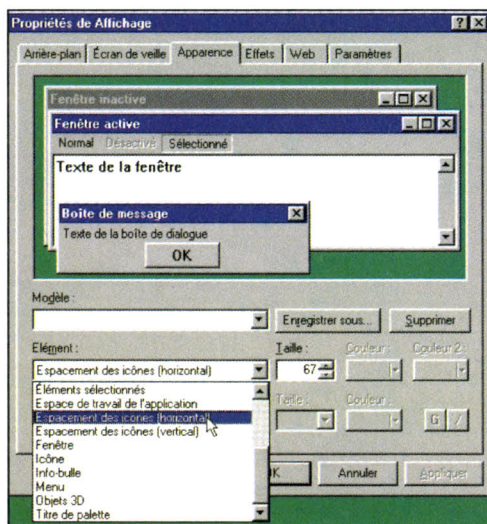 Propriétés de Affichage
Arrière-plan Écran de veille Apparence Effets Web Paramètres
Fenêtre inactive
Fenêtre active
Normal Désactivé Sélectionné
Texte de la fenêtre
Boîte de message
Texte de la boîte de dialogue
OK
Modèle :
Enregistrer sous... Supprimer
Elément : Taille : Couleur : Couleur 2 :
Espacement des icônes (horizontal) 67
Éléments sélectionnés
Espace de travail de l'application Taille : Couleur :
Espacement des icônes (horizontal)
Espacement des icônes (vertical) G /
Fenêtre
Icône
Info-bulle
Menu Annuler Appliquer
Objets 3D
Titre de palette